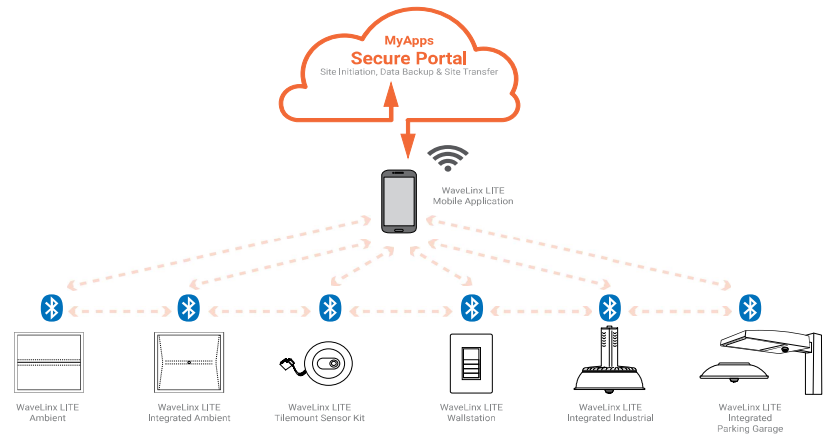 MyApps
Secure Portal
Site Initiation, Data Backup & Site Transfer
WaveLinx LITE
Mobile Application
WaveLinx LITE
Ambient
WaveLinx LITE
Integrated Ambient
WaveLinx LITE
Tilemount Sensor Kit
WaveLinx LITE
Wallstation
WaveLinx LITE
Integrated Industrial
WaveLinx LITE
Integrated
Parking Garage